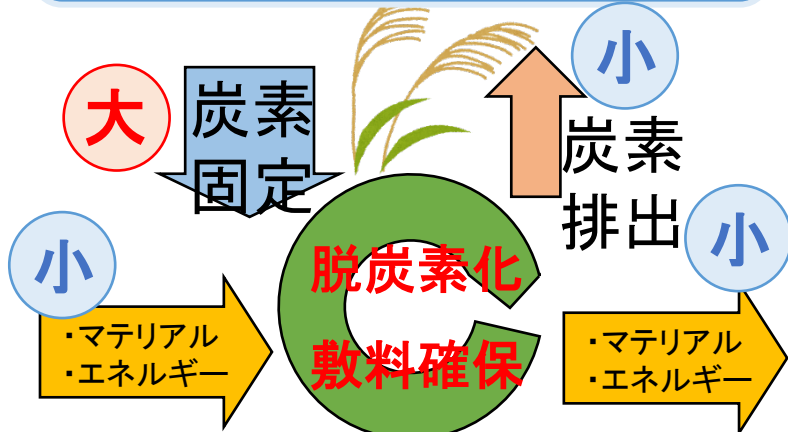 大
炭素
固定
小
炭素
排出
小
・マテリアル
・エネルギー
脱炭素化
敷料確保
小
・マテリアル
・エネルギー